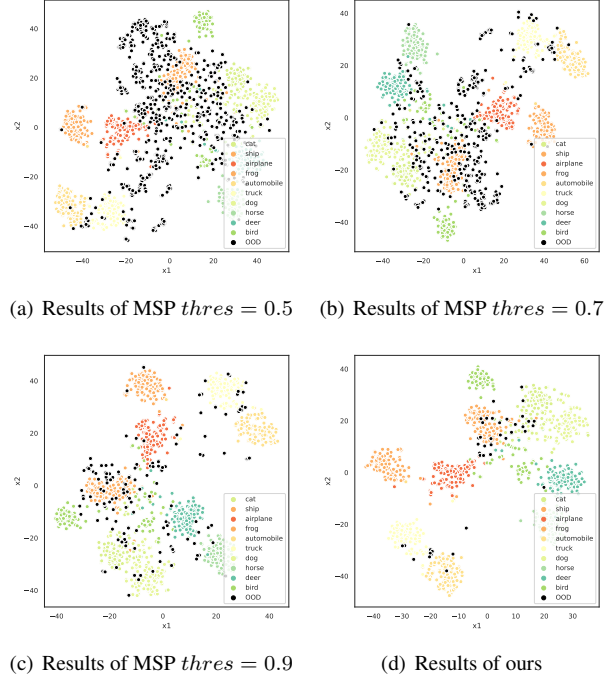 40
20
0
−20
−40
x2
−40
−20
0
20
40
x1
cat
ship
airplane
frog
automobile
truck
dog
horse
deer
bird
OOD
40
20
0
−20
−40
x2
−40
−20
0
20
40
60
x1
cat
ship
airplane
frog
automobile
truck
dog
horse
deer
bird
OOD
(a) Results of MSP thres = 0.5 (b) Results of MSP thres = 0.7
40
20
0
−20
−40
x2
−40
−20
0
20
40
x1
cat
ship
airplane
frog
automobile
truck
dog
horse
deer
bird
OOD
40
20
0
−20
−40
x2
−40
−30
−20
−10
0
10
20
30
x1
cat
ship
airplane
frog
automobile
truck
dog
horse
deer
bird
OOD
(c) Results of MSP thres = 0.9 (d) Results of ours